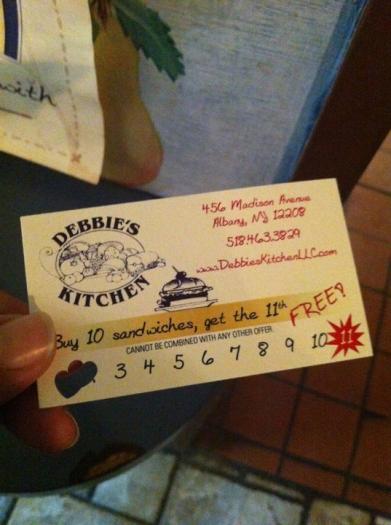 with
DEBBIE'S
KITCHEN
456 Madison Avenue
Albany, NY 12208
518.463.3829
www.DebbiesKitchenLLC.com
Buy 10 sandwiches, get the 11th FREE!
CANNOT BE COMBINED WITH ANY OTHER OFFER.
3 4 5 6 7 8 9 10 11